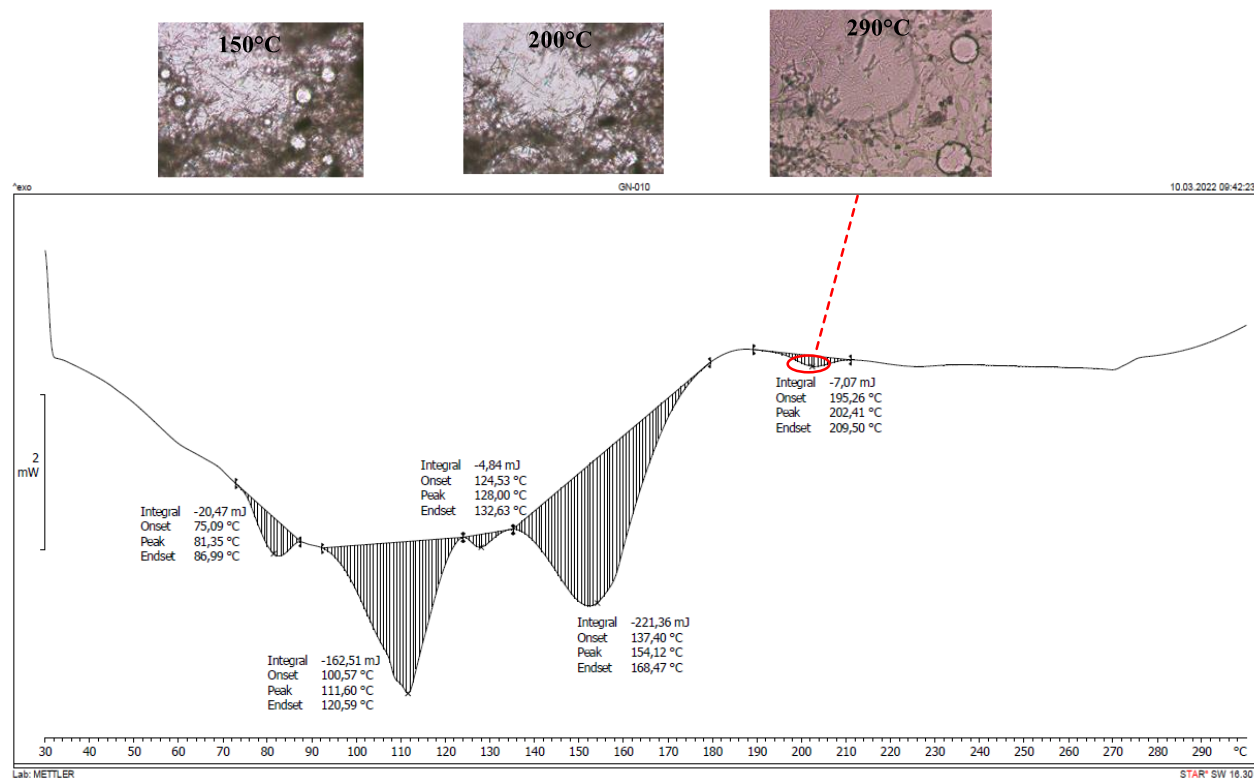 150°C
200°C
290°C
^exo
GN-010
10.03.2022 09:42:23
2
mW
Integral -20,47 mJ
Onset 75,09 °C
Peak 81,35 °C
Endset 86,99 °C
Integral -162,51 mJ
Onset 100,57 °C
Peak 111,60 °C
Endset 120,59 °C
Integral -4,84 mJ
Onset 124,53 °C
Peak 128,00 °C
Endset 132,63 °C
Integral -221,36 mJ
Onset 137,40 °C
Peak 154,12 °C
Endset 168,47 °C
Integral -7,07 mJ
Onset 195,26 °C
Peak 202,41 °C
Endset 209,50 °C
30 40 50 60 70 80 90 100 110 120 130 140 150 160 170 180 190 200 210 220 230 240 250 260 270 280 290 °C
Lab: METTLER
STAR* SW 16.30